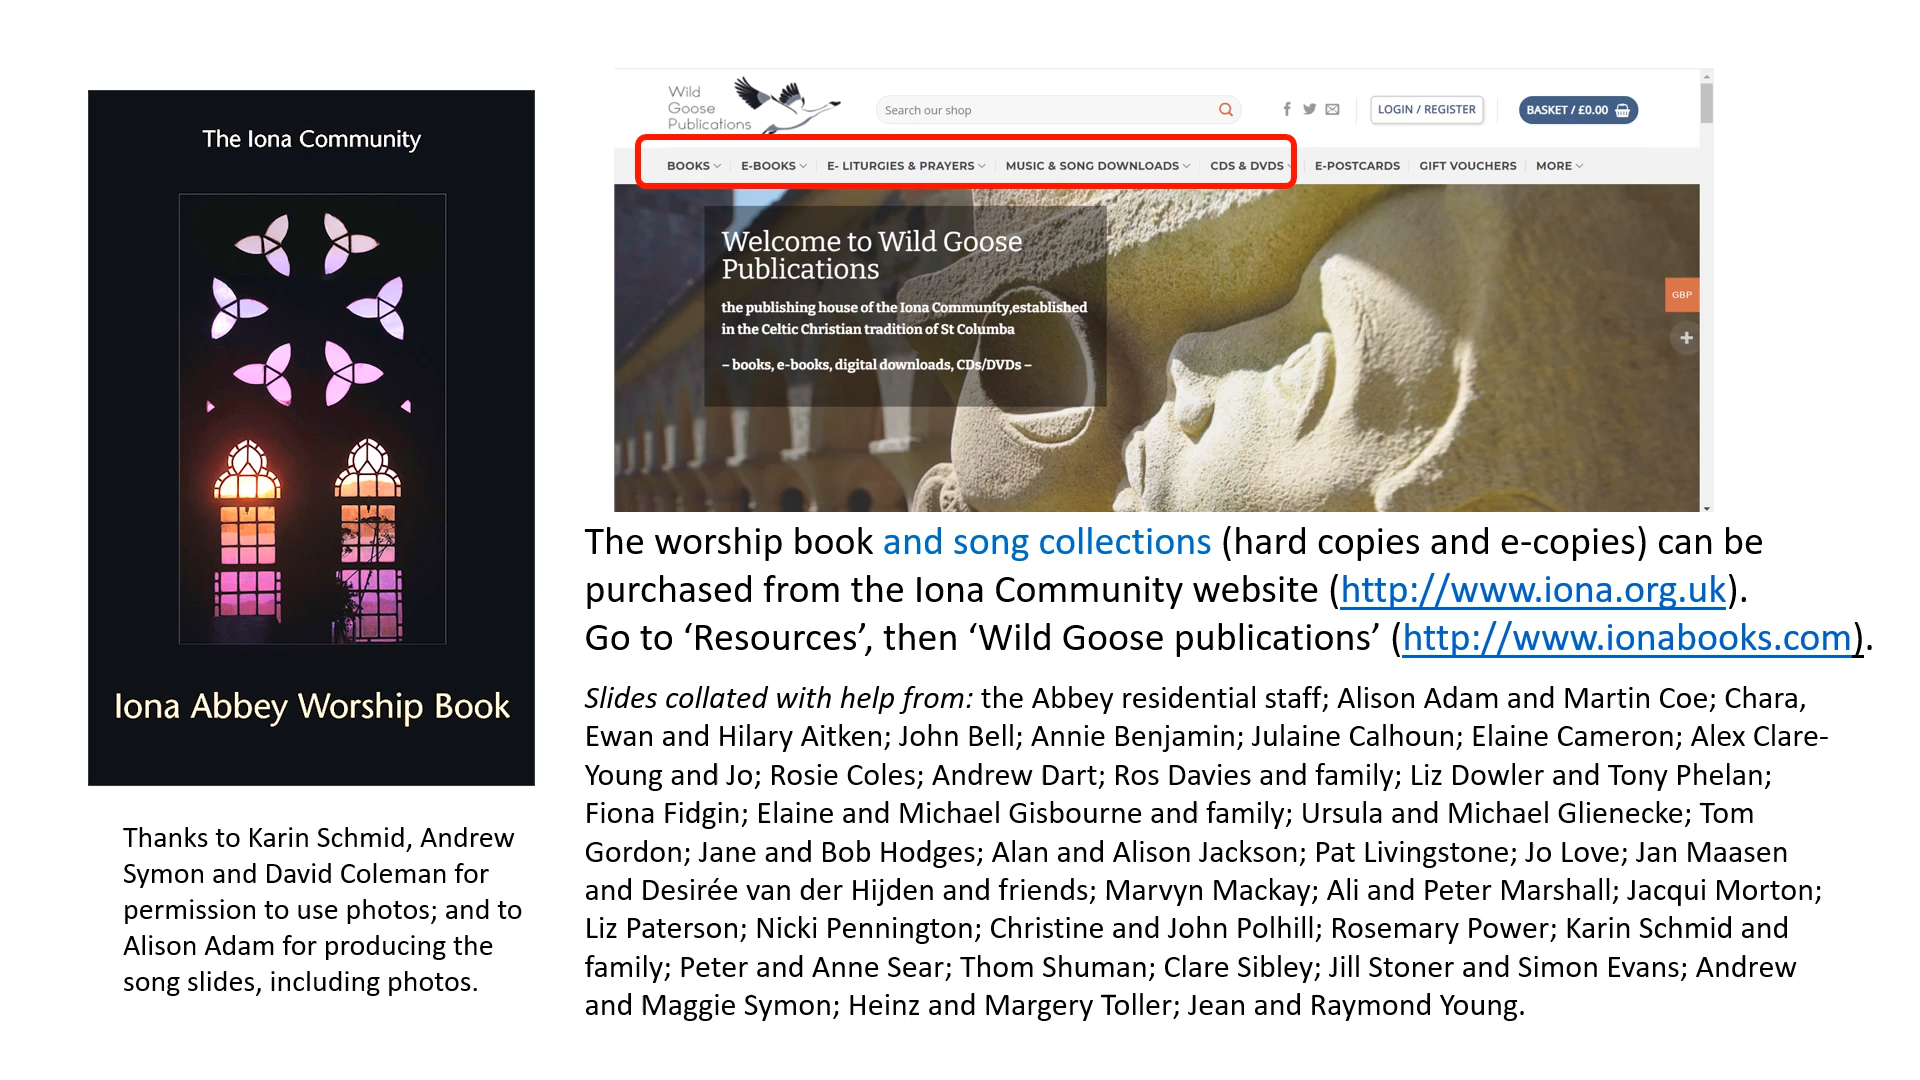 The Iona Community
Iona Abbey Worship Book
Thanks to Karin Schmid, Andrew
Symon and David Coleman for
permission to use photos; and to
Alison Adam for producing the
song slides, including photos.
Wild
Goose
Publications
Search our shop
LOGIN / REGISTER
BASKET / £0.00
BOOKS E-BOOKS E- LITURGIES & PRAYERS MUSIC & SONG DOWNLOADS CDS & DVDS E-POSTCARDS GIFT VOUCHERS MORE
Welcome to Wild Goose
Publications
the publishing house of the Iona Community,established
in the Celtic Christian tradition of St Columba
– books, e-books, digital downloads, CDs/DVDs –
GBP
The worship book and song collections (hard copies and e-copies) can be
purchased from the Iona Community website (http://www.iona.org.uk).
Go to ‘Resources’, then ‘Wild Goose publications’ (http://www.ionabooks.com).
Slides collated with help from: the Abbey residential staff; Alison Adam and Martin Coe; Chara,
Ewan and Hilary Aitken; John Bell; Annie Benjamin; Julaine Calhoun; Elaine Cameron; Alex Clare-
Young and Jo; Rosie Coles; Andrew Dart; Ros Davies and family; Liz Dowler and Tony Phelan;
Fiona Fidgin; Elaine and Michael Gisbourne and family; Ursula and Michael Glienecke; Tom
Gordon; Jane and Bob Hodges; Alan and Alison Jackson; Pat Livingstone; Jo Love; Jan Maasen
and Desirée van der Hijden and friends; Marvyn Mackay; Ali and Peter Marshall; Jacqui Morton;
Liz Paterson; Nicki Pennington; Christine and John Polhill; Rosemary Power; Karin Schmid and
family; Peter and Anne Sear; Thom Shuman; Clare Sibley; Jill Stoner and Simon Evans; Andrew
and Maggie Symon; Heinz and Margery Toller; Jean and Raymond Young.